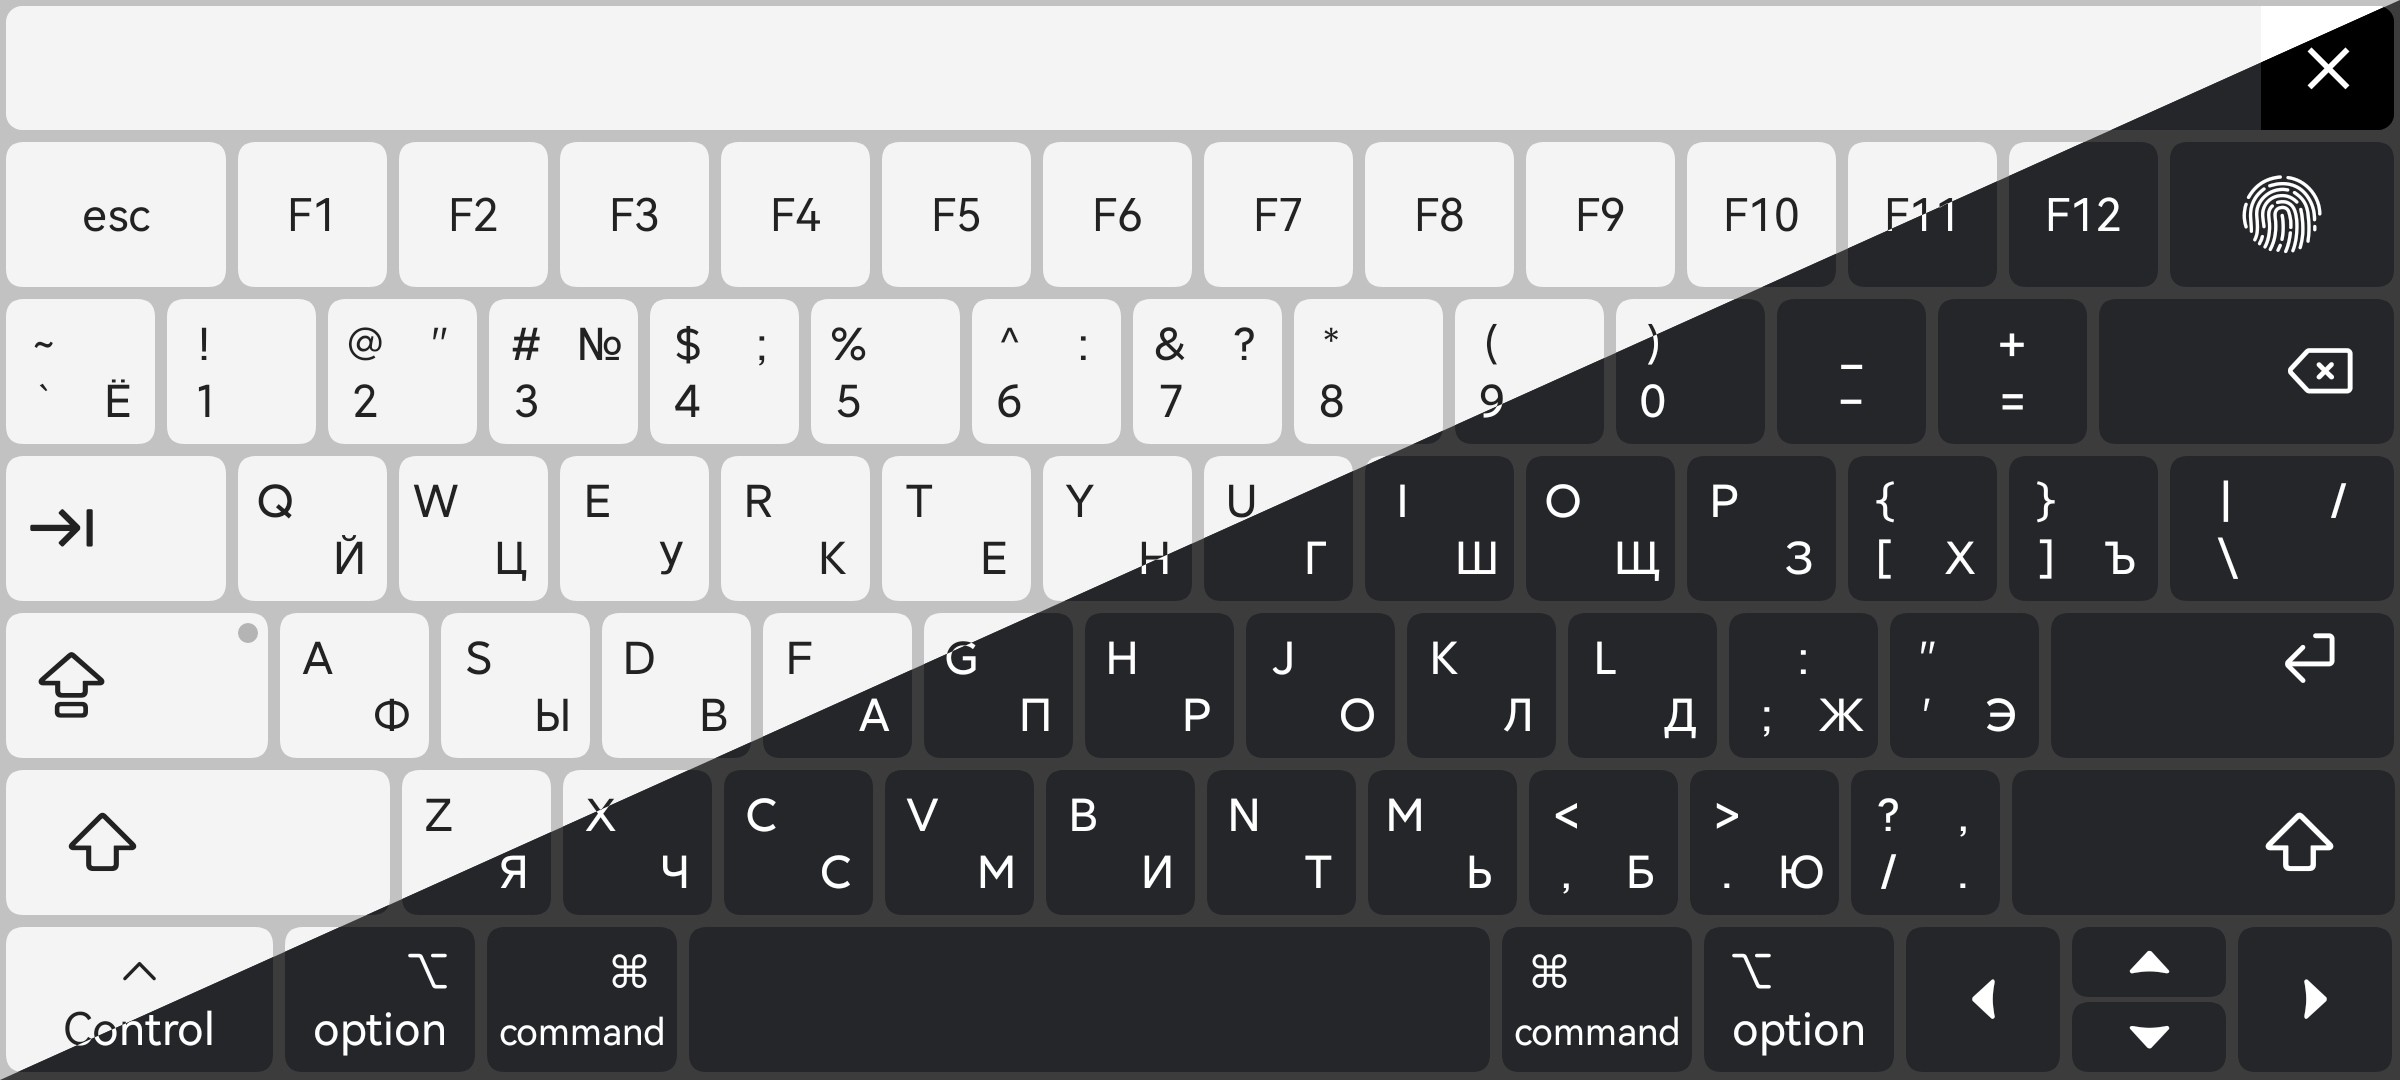 esc F1 F2 F3 F4 F5 F6 F7 F8 F9 F10 F11 F12
~ ! @ " # № $ ; % ^ : & ? * ( ) _ +
` Ё 1 2 3 4 5 6 7 8 9 0 - =
Q W E R T Y U I O P { } | /
Й Ц У К Е Н Г Ш Щ З [ Х ] Ъ \
A S D F G H J K L : "
Ф Ы В А П Р О Л Д ; Ж ' Э
Z X C V B N M < > ? ,
Я Ч С М И Т Ь , Б . Ю / .
^ ⌥ ⌘ ⌘ ⌥
Control option command command option